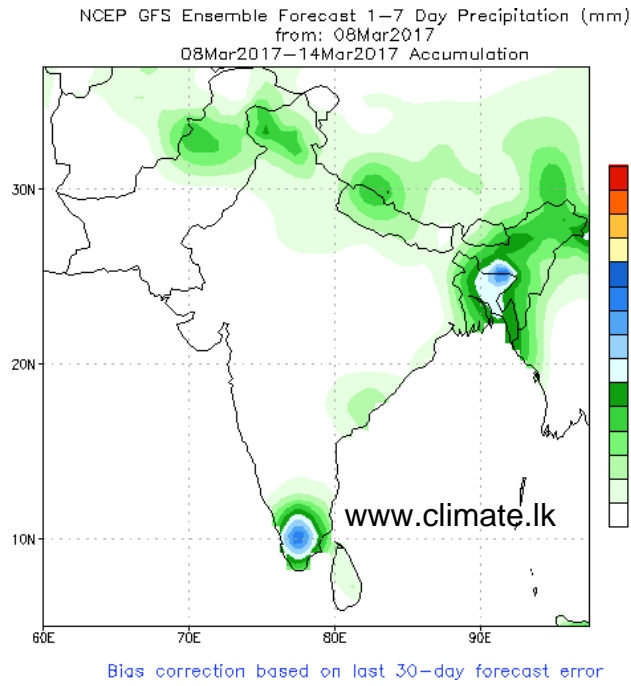 NCEP GFS Ensemble Forecast 1-7 Day Precipitation (mm)
from: 08Mar2017
08Mar2017-14Mar2017 Accumulation
30N
20N
www.climate.lk
10N
60E 70E 80E 90E
Bias correction based on last 30-day forecast error